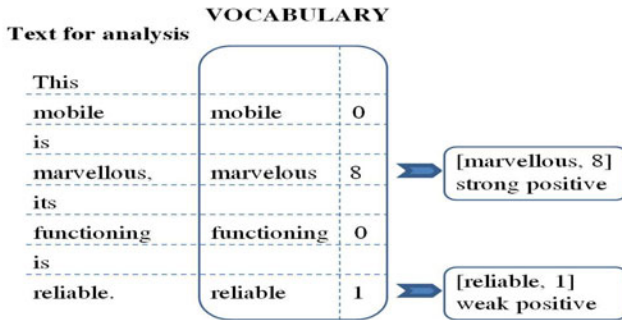 VOCABULARY
Text for analysis
This
mobile mobile 0
is
marvellous, marvelous 8
[marvellous, 8]
strong positive
its
functioning functioning 0
is
reliable. reliable 1
[reliable, 1]
weak positive